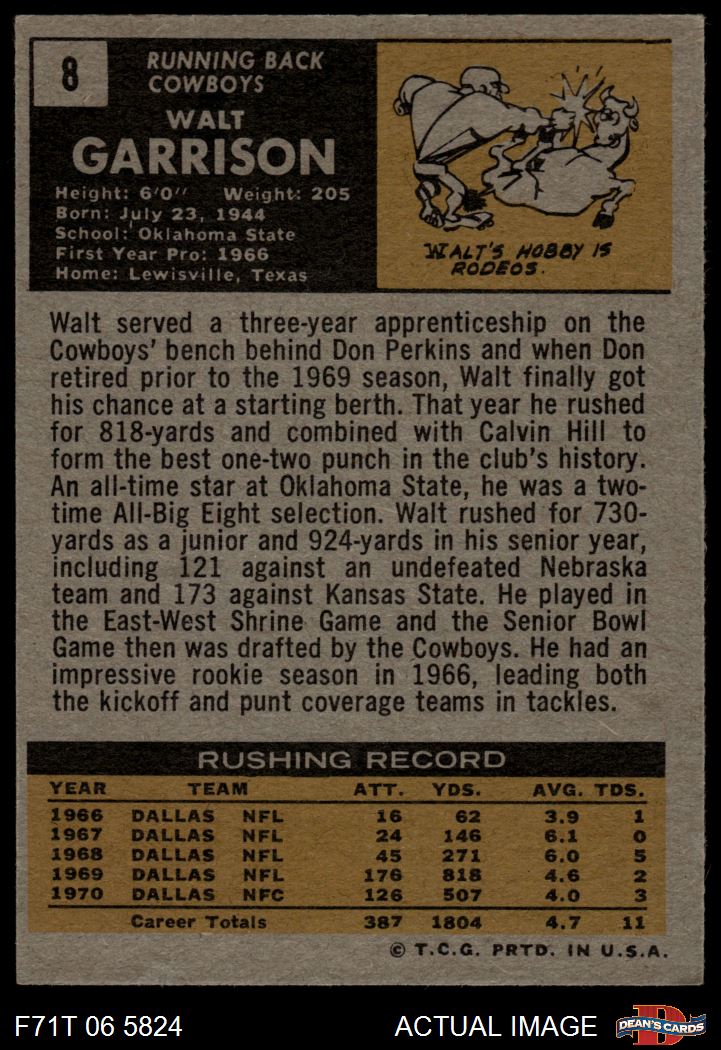 8
RUNNING BACK
COWBOYS
WALT
GARRISON
Height: 6'0'' Weight: 205
Born: July 23, 1944
School: Oklahoma State
First Year Pro: 1966
Home: Lewisville, Texas
WALT'S HOBBY IS
RODEOS.
Walt served a three-year apprenticeship on the
Cowboys' bench behind Don Perkins and when Don
retired prior to the 1969 season, Walt finally got
his chance at a starting berth. That year he rushed
for 818-yards and combined with Calvin Hill to
form the best one-two punch in the club's history.
An all-time star at Oklahoma State, he was a two-
time All-Big Eight selection. Walt rushed for 730-
yards as a junior and 924-yards in his senior year,
including 121 against an undefeated Nebraska
team and 173 against Kansas State. He played in
the East-West Shrine Game and the Senior Bowl
Game then was drafted by the Cowboys. He had an
impressive rookie season in 1966, leading both
the kickoff and punt coverage teams in tackles.
RUSHING RECORD
YEAR TEAM ATT. YDS. AVG. TDS.
1966 DALLAS NFL 16 62 3.9 1
1967 DALLAS NFL 24 146 6.1 0
1968 DALLAS NFL 45 271 6.0 5
1969 DALLAS NFL 176 818 4.6 2
1970 DALLAS NFC 126 507 4.0 3
Career Totals 387 1804 4.7 11
© T.C.G. PRTD. IN U.S.A.
F71T 06 5824 ACTUAL IMAGE
D
DEAN'S CARDS